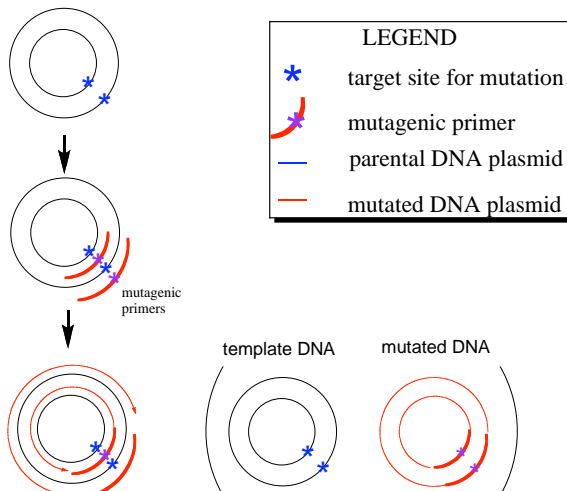 LEGEND
target site for mutation
mutagenic primer
parental DNA plasmid
mutated DNA plasmid
mutagenic
primers
template DNA
mutated DNA